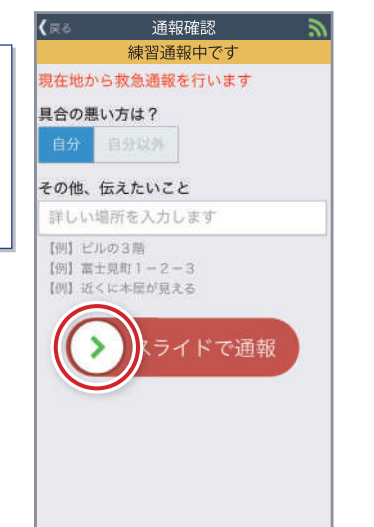 戻る
通報確認
練習通報中です
現在地から救急通報を行います
具合の悪い方は？
自分
自分以外
その他、伝えたいこと
詳しい場所を入力します
【例】ビルの３階
【例】富士見町１－２－３
【例】近くに本屋が見える
スライドで通報